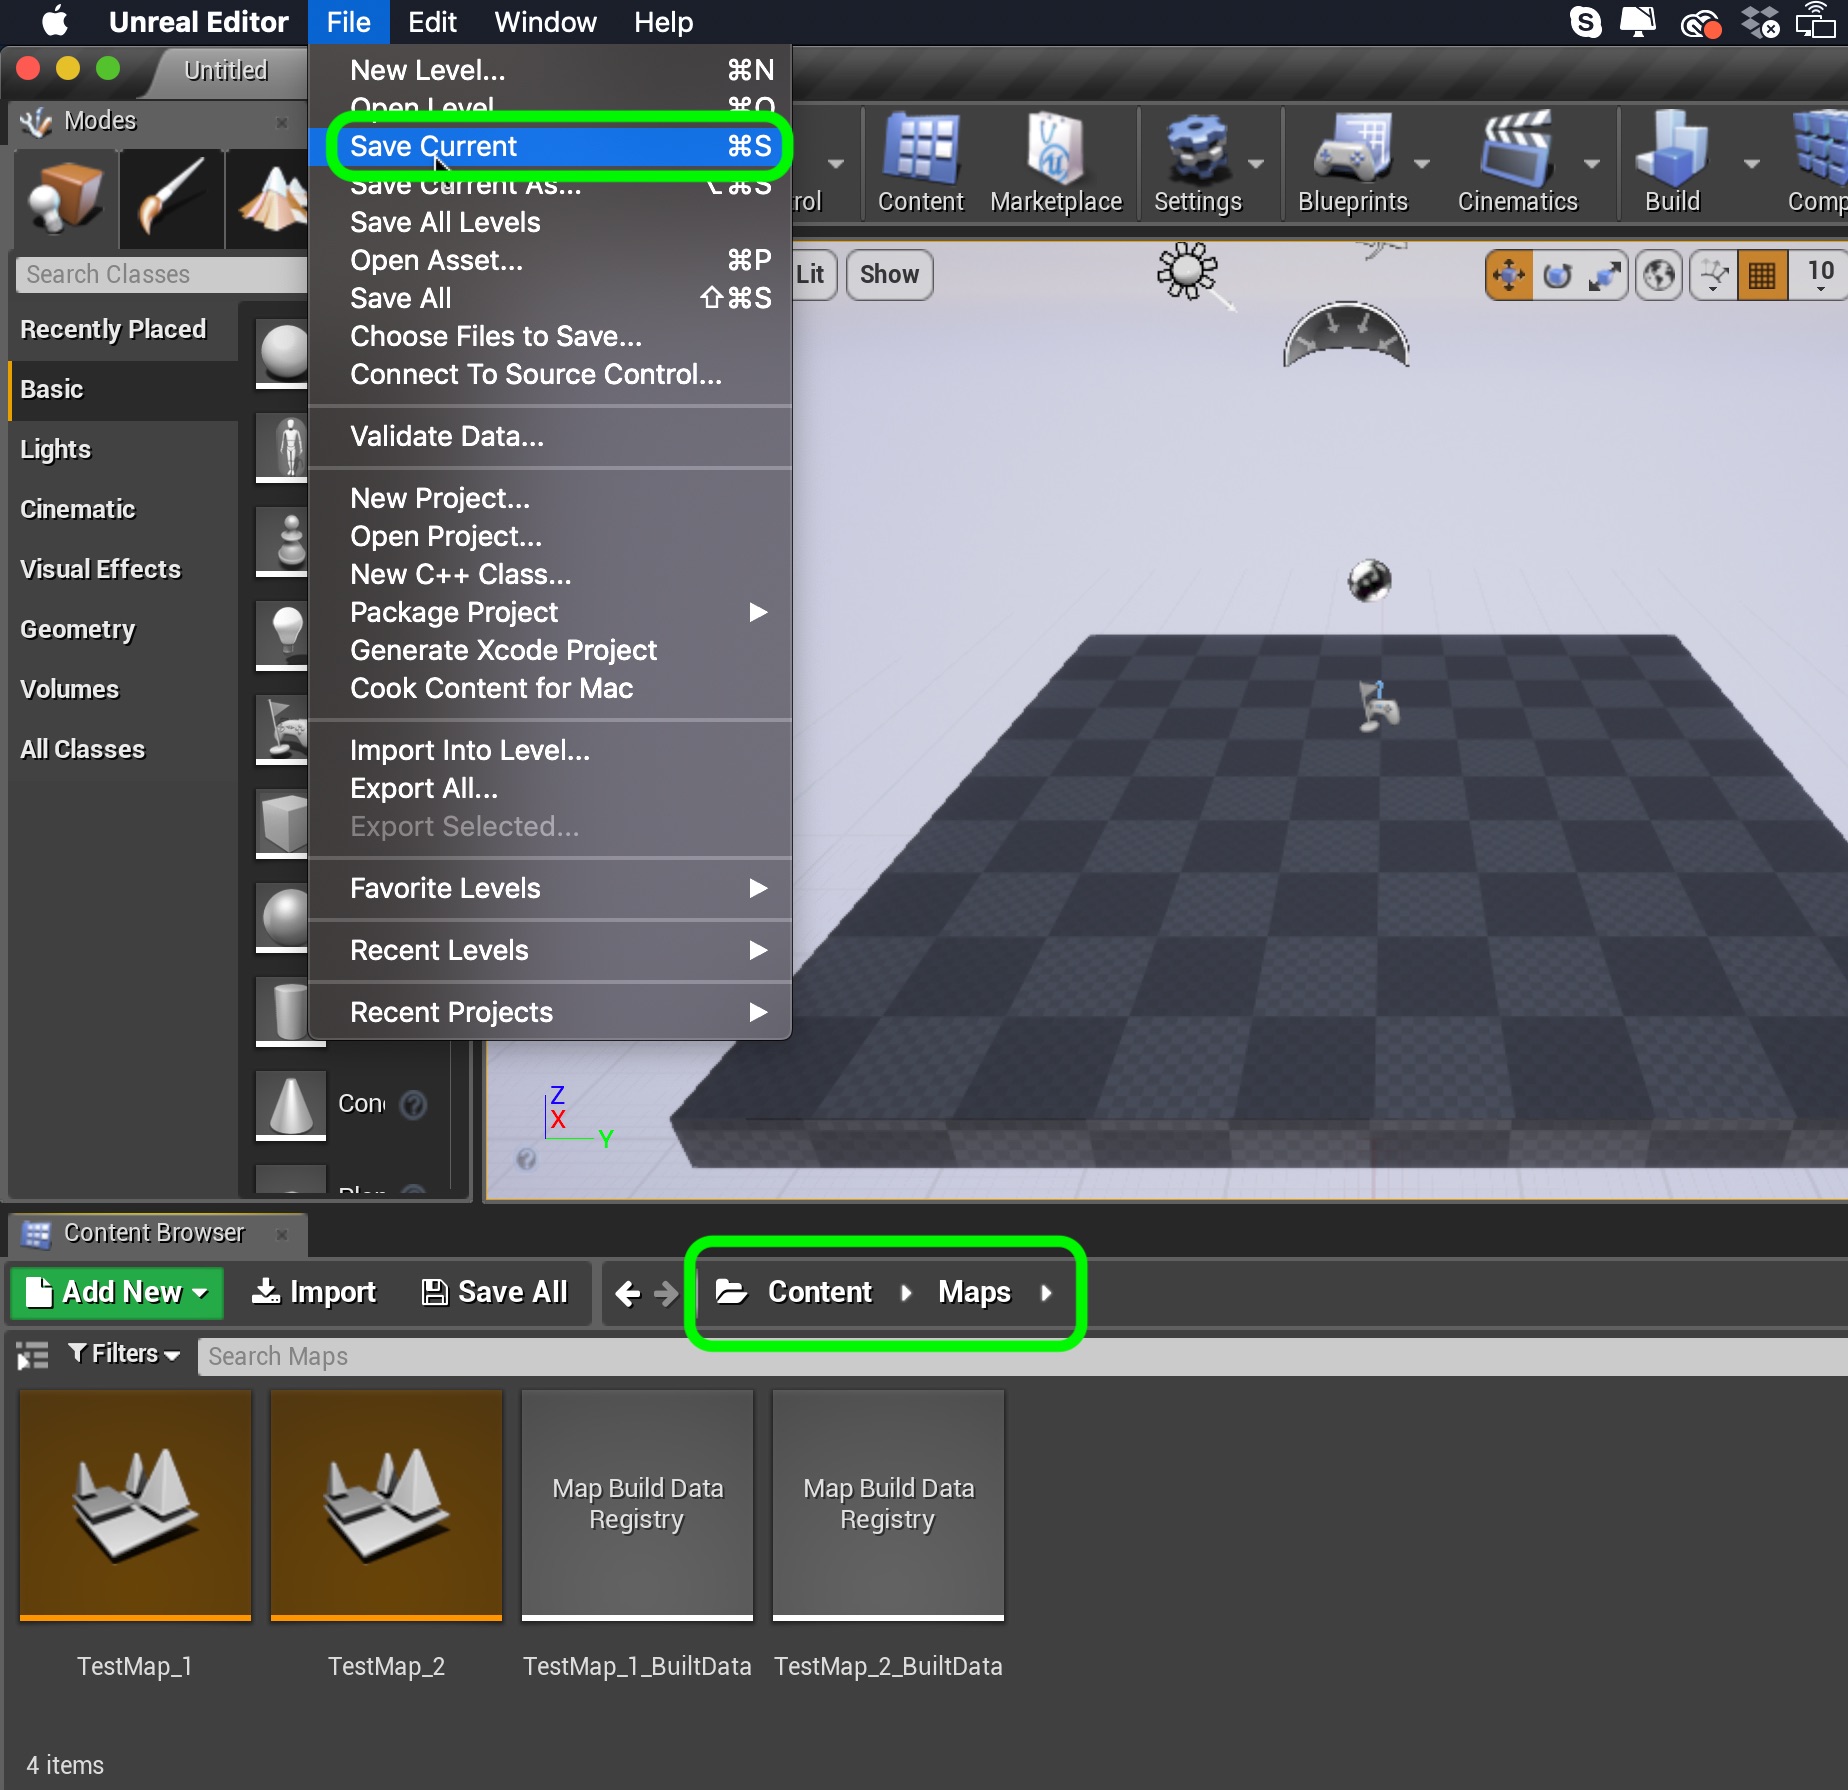 Unreal Editor File Edit Window Help
Untitled
Modes
New Level... ⌘N
Open Level... ⌘O
Save Current ⌘S
Save Current As... ⌥⌘S
Save All Levels
Open Asset... ⌘P
Save All ⇧⌘S
Choose Files to Save...
Connect To Source Control...
Validate Data...
New Project...
Open Project...
New C++ Class...
Package Project
Generate Xcode Project
Cook Content for Mac
Import Into Level...
Export All...
Export Selected...
Favorite Levels
Recent Levels
Recent Projects
rol Content Marketplace Settings Blueprints Cinematics Build Comp
Lit Show 10
Search Classes
Recently Placed
Basic
Lights
Cinematic
Visual Effects
Geometry
Volumes
All Classes
Con
Z
X
Y
Content Browser
Add New Import Save All Content Maps
Filters Search Maps
Map Build Data
Registry
Map Build Data
Registry
TestMap_1 TestMap_2 TestMap_1_BuiltData TestMap_2_BuiltData
4 items